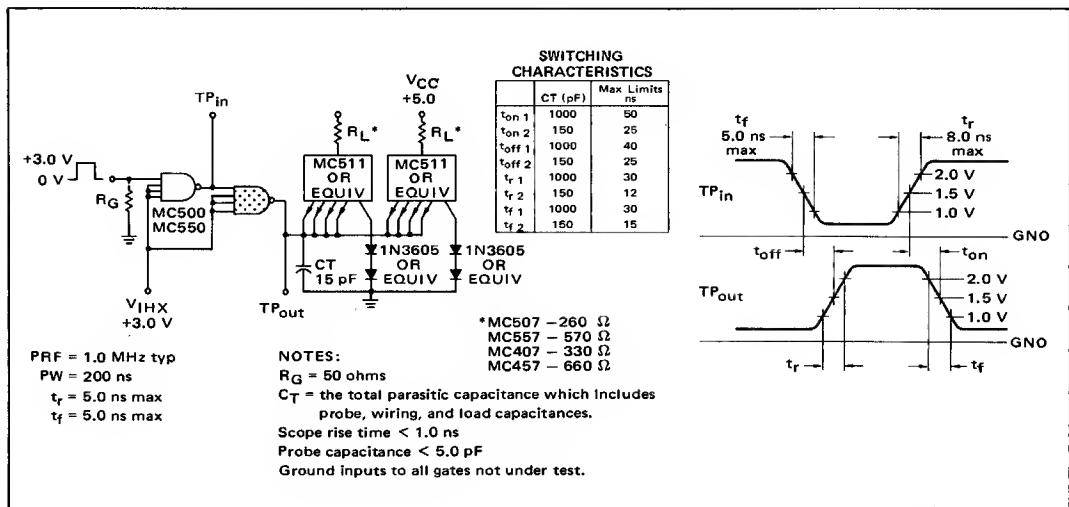 SWITCHING
CHARACTERISTICS
CT (pF) Max Limits ns
ton 1 1000 50
ton 2 150 25
toff 1 1000 40
toff 2 150 25
tr 1 1000 30
tr 2 150 12
tf 1 1000 30
tf 2 150 15
TPin
VCC
+5.0
RL*
RL*
+3.0 V
0 V
RG
MC500
MC550
MC511
OR
EQUIV
MC511
OR
EQUIV
CT
15 pF
1N3605
OR
EQUIV
1N3605
OR
EQUIV
VIHX
+3.0 V
TPout
*MC507 – 260 Ω
MC557 – 570 Ω
MC407 – 330 Ω
MC457 – 660 Ω
PRF = 1.0 MHz typ
PW = 200 ns
tr = 5.0 ns max
tf = 5.0 ns max
NOTES:
RG = 50 ohms
CT = the total parasitic capacitance which includes
probe, wiring, and load capacitances.
Scope rise time < 1.0 ns
Probe capacitance < 5.0 pF
Ground inputs to all gates not under test.
tf
5.0 ns
max
tr
8.0 ns
max
TPin
2.0 V
1.5 V
1.0 V
GNO
toff
ton
TPout
2.0 V
1.5 V
1.0 V
GNO
tr
tf